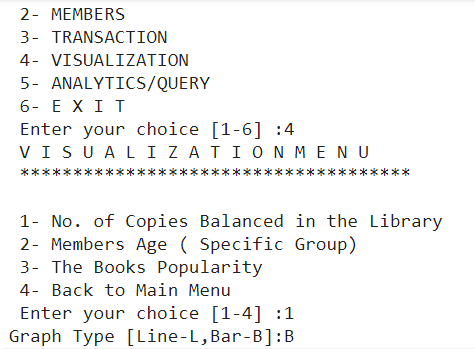 2- MEMBERS
3- TRANSACTION
4- VISUALIZATION
5- ANALYTICS/QUERY
6- E X I T
Enter your choice [1-6] :4
V I S U A L I Z A T I O N M E N U
*************************************
1- No. of Copies Balanced in the Library
2- Members Age ( Specific Group)
3- The Books Popularity
4- Back to Main Menu
Enter your choice [1-4] :1
Graph Type [Line-L,Bar-B]:B